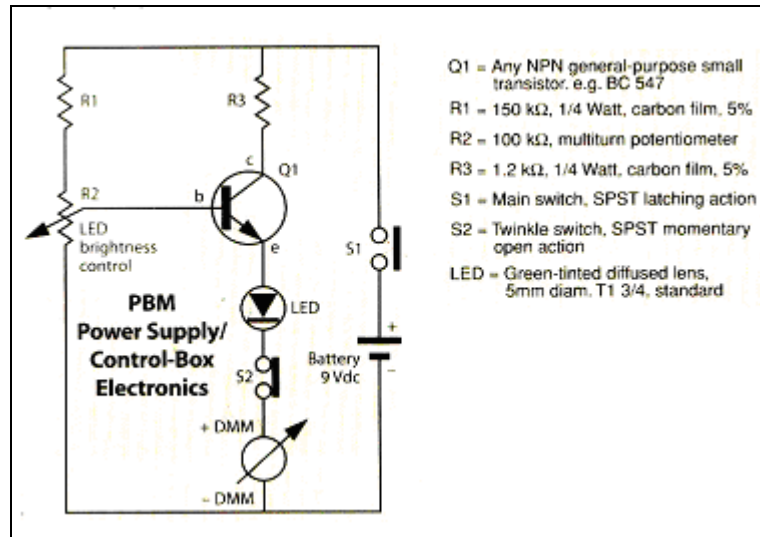 R1
R3
c
Q1
R2
b
LED
brightness
control
e
S1
PBM
Power Supply/
Control-Box
Electronics
LED
S2
+
Battery
9 Vdc
–
+ DMM
– DMM
Q1 = Any NPN general-purpose small
transistor. e.g. BC 547
R1 = 150 kΩ, 1/4 Watt, carbon film, 5%
R2 = 100 kΩ, multiturn potentiometer
R3 = 1.2 kΩ, 1/4 Watt, carbon film, 5%
S1 = Main switch, SPST latching action
S2 = Twinkle switch, SPST momentary
open action
LED = Green-tinted diffused lens,
5mm diam. T1 3/4, standard